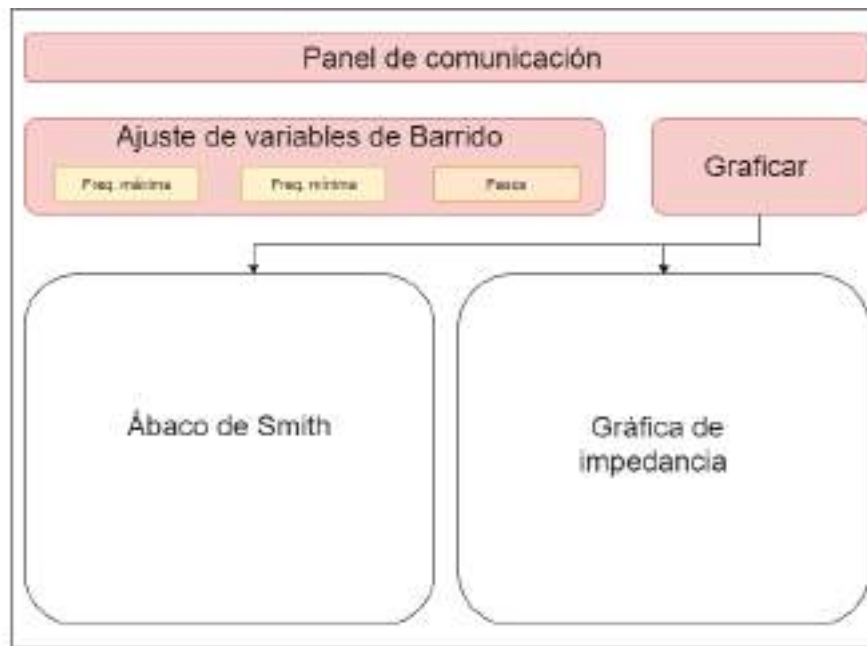 Panel de comunicación
Ajuste de variables de Barrido
Freq. máxima
Freq. mínima
Pasos
Graficar
Ábaco de Smith
Gráfica de
impedancia